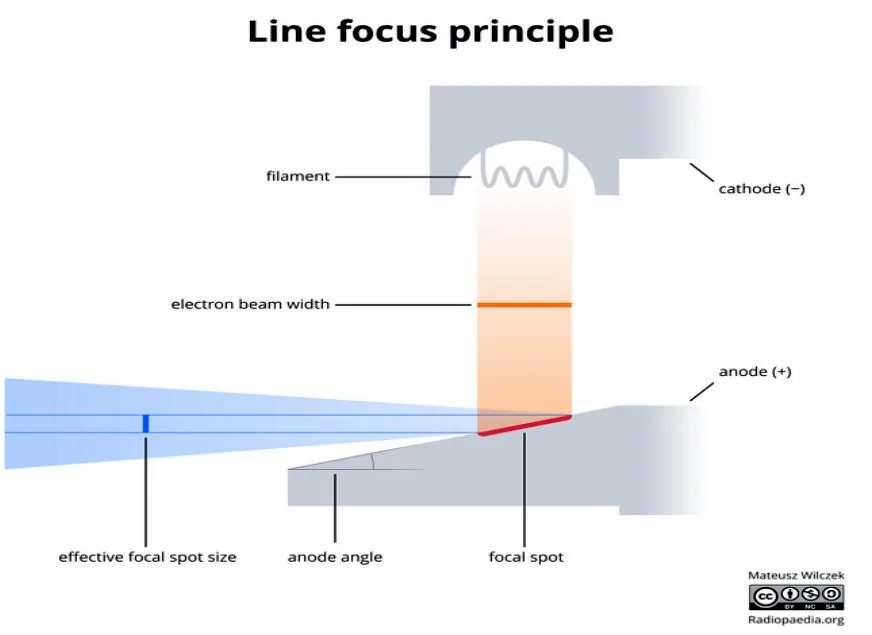 Line focus principle
filament
cathode (−)
electron beam width
anode (+)
effective focal spot size
anode angle
focal spot
Mateusz Wilczek
cc
BY NC SA
Radiopaedia.org